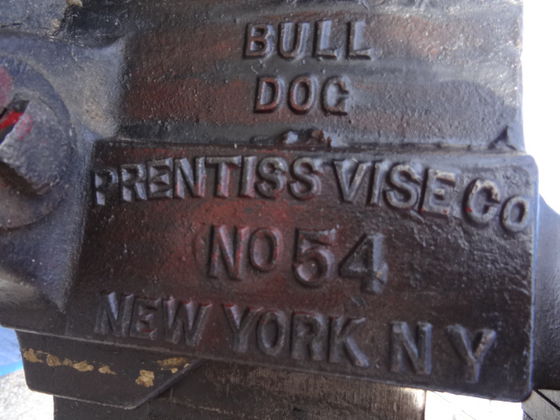 BULL
DOG
PRENTISS VISE CO
NO 54
NEW YORK N Y